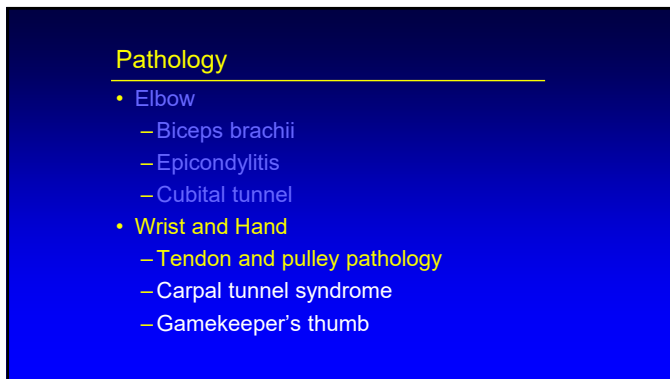 Pathology
• Elbow
–Biceps brachii
–Epicondylitis
–Cubital tunnel
• Wrist and Hand
–Tendon and pulley pathology
–Carpal tunnel syndrome
–Gamekeeper’s thumb